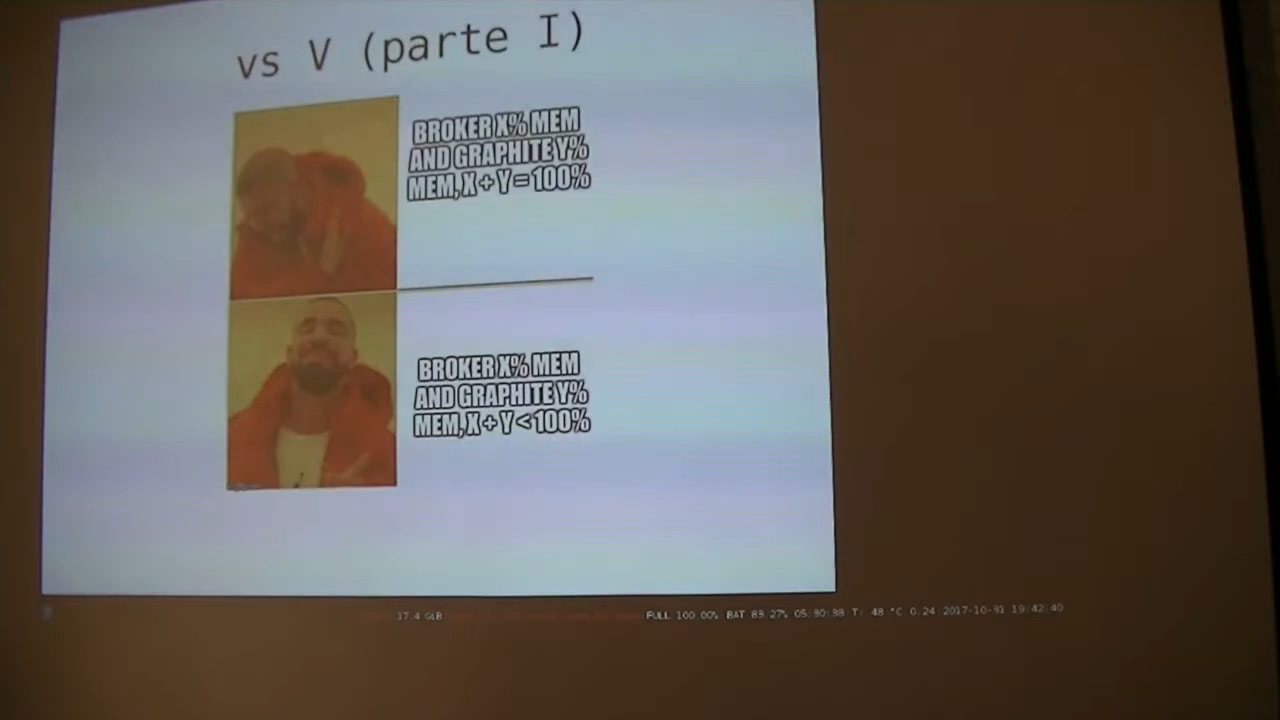 vs V (parte I)
BROKER X% MEM
AND GRAPHITE Y%
MEM, X + Y = 100%
BROKER X% MEM
AND GRAPHITE Y%
MEM, X + Y < 100%
17.4 GiB
FULL 100.00% BAT 83.27% 05:30:38 T: 48 °C 0.24 2017-10-31 19:42:40